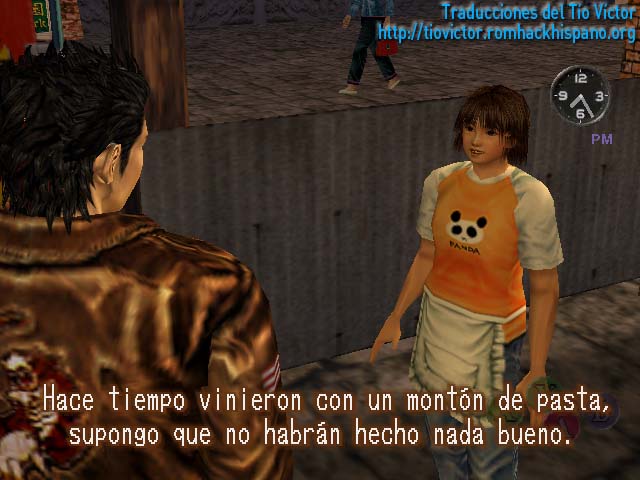 Traducciones del Tio Victor
http://tiovictor.romhackhispano.org
12
9
3
6
PM
PANDA
Hace tiempo vinieron con un montón de pasta,
supongo que no habrán hecho nada bueno.